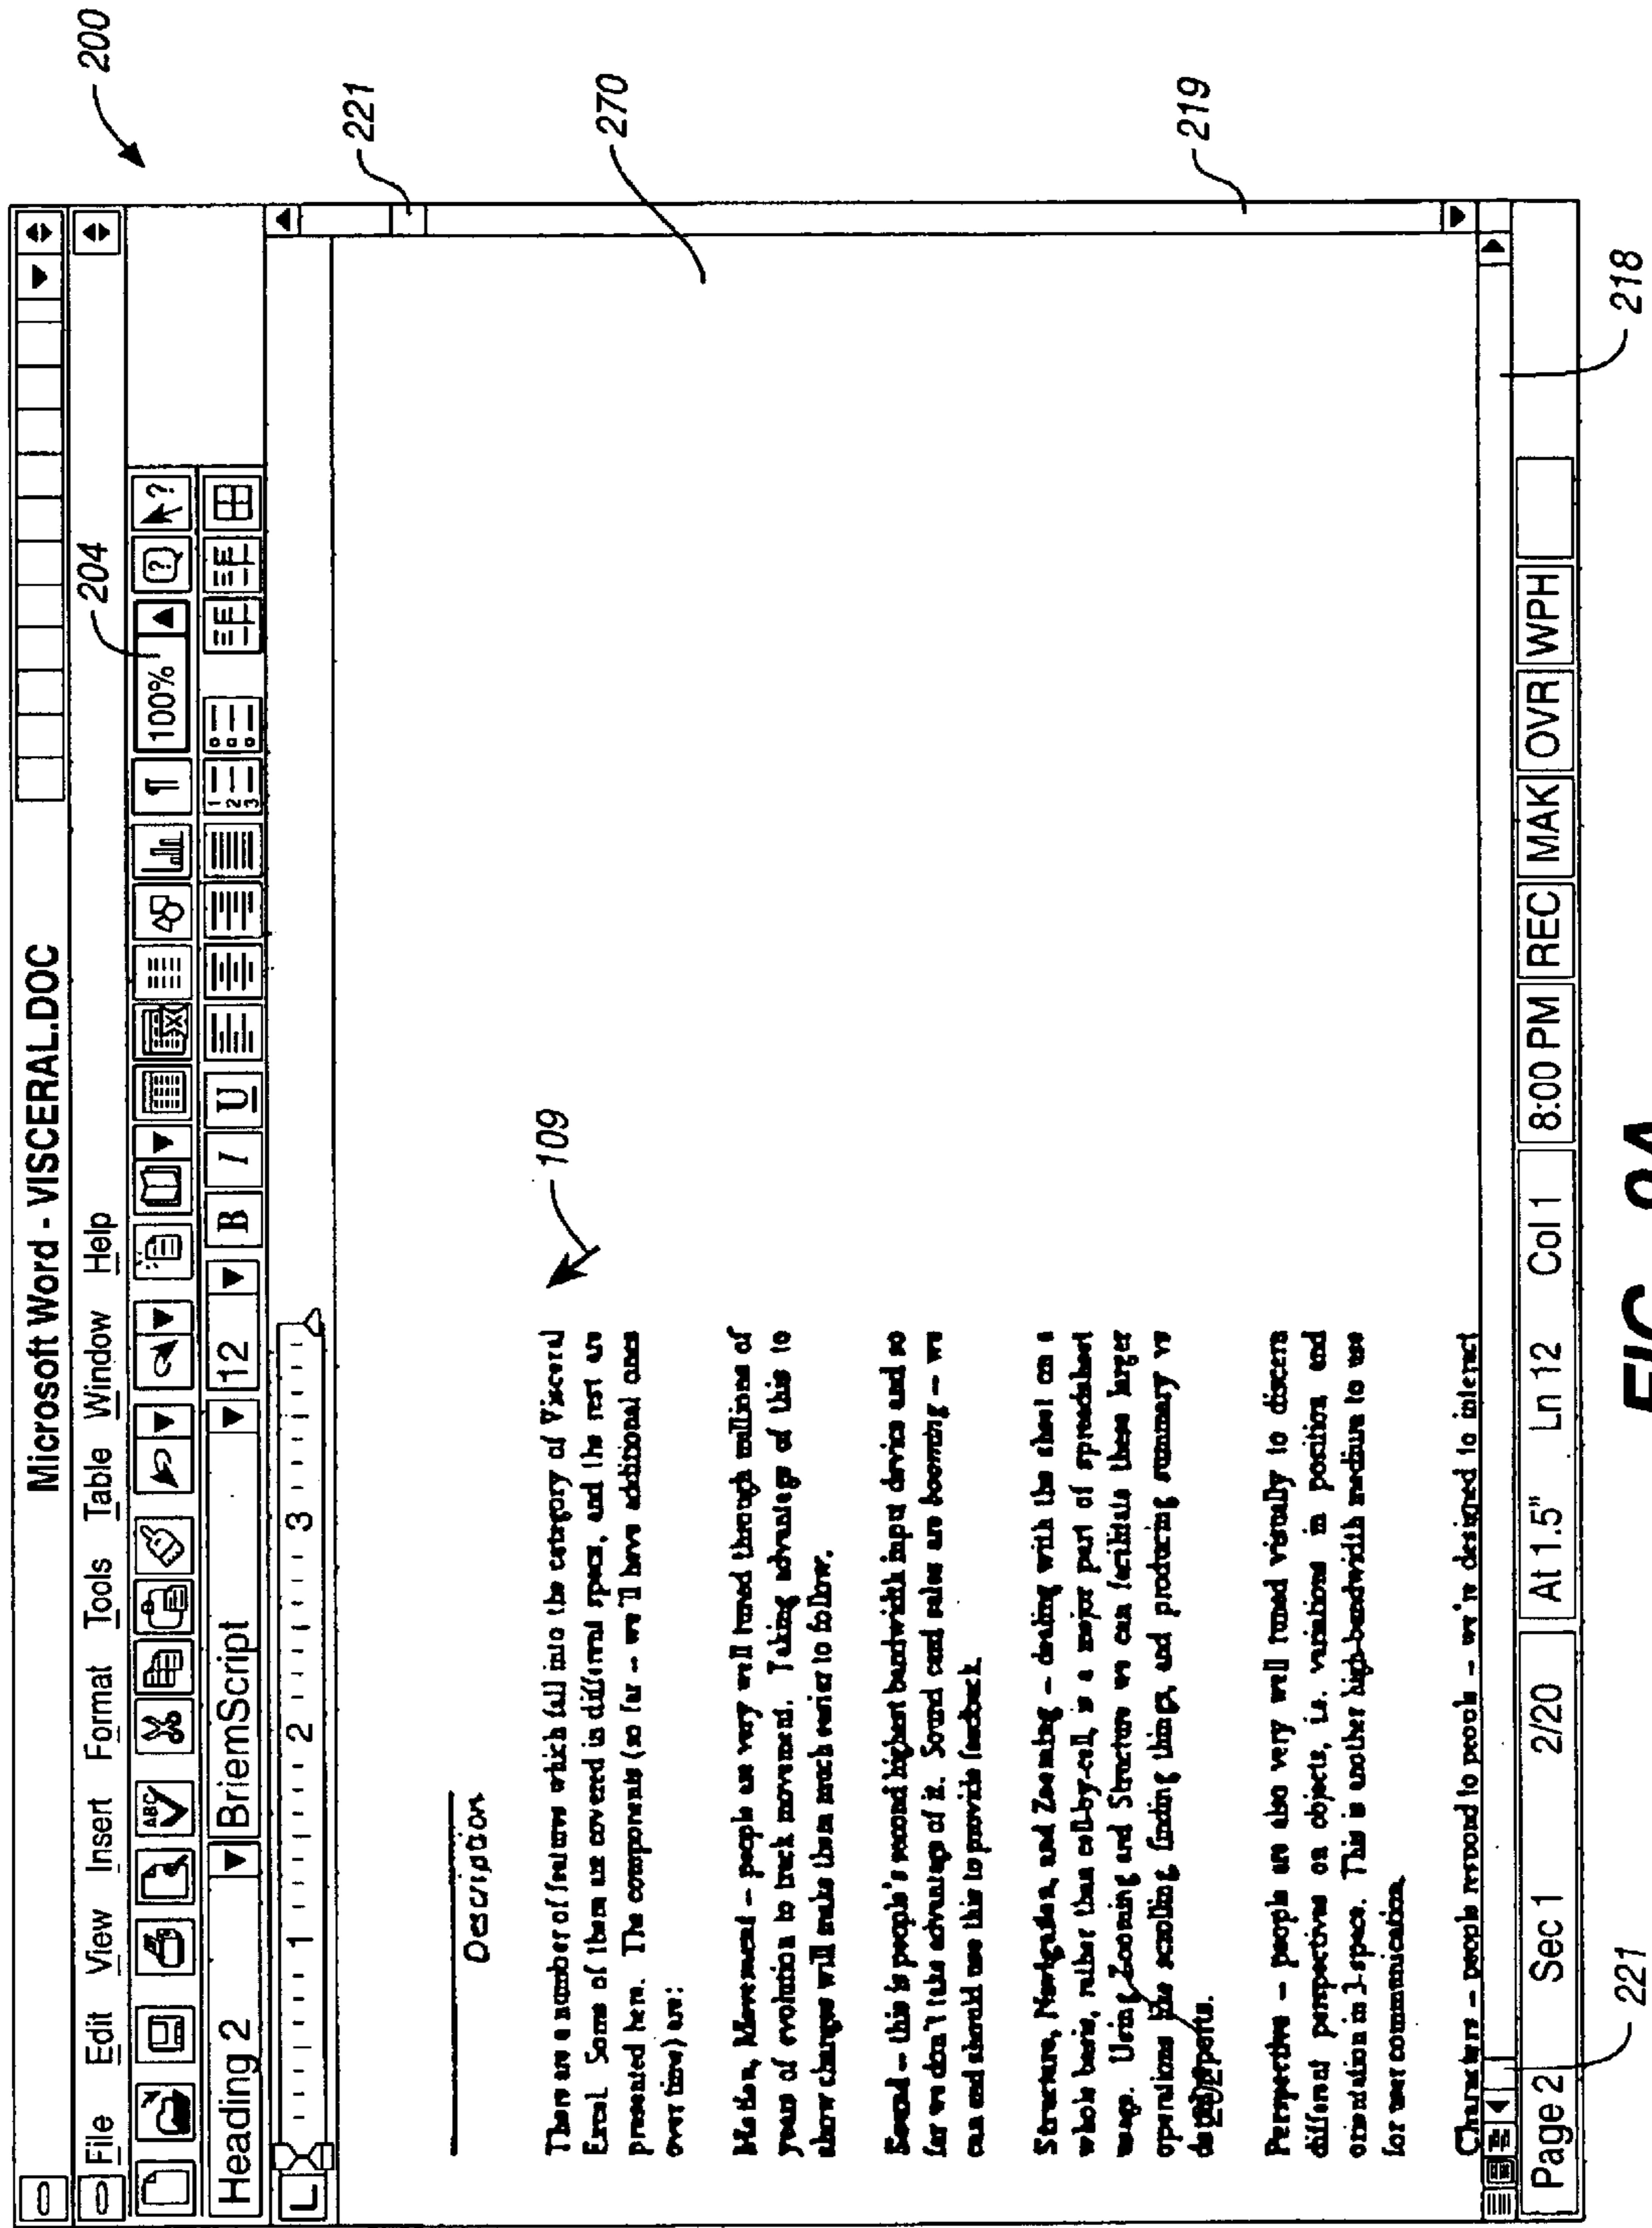 200
Microsoft Word - VISCERAL.DOC
File Edit View Insert Format Tools Table Window Help
204
ABC
¶ 100% ? ?
Heading 2 BriemScript 12 B I U 1 2 3
L 1 2 3
221
270
Description
109
There are a number of features which fall into the category of Visceral
Excel. Some of them are covered in different specs, and the rest are
presented here. The components (so far -- we'll have additional ones
over time) are:
Motion, Movement -- people are very well tuned through millions of
years of evolution to track movement. Taking advantage of this to
show changes will make them much easier to follow.
Sound -- this is people's second highest bandwidth input device and so
far we don't take advantage of it. Sound card sales are booming -- we
can and should use this to provide feedback.
Structure, Navigation, and Zooming -- dealing with the sheet on a
whole basis, rather than cell-by-cell, is a major part of spreadsheet
usage. Using Zooming and Structure we can facilitate these larger
operations like scrolling, finding things, and producing summary vs
202
219
Perspective -- people are also very well tuned visually to discern
different perspectives on objects, i.e. variations in position and
orientation in 3-space. This is another high-bandwidth medium to use
for user communication.
Characters -- people respond to people -- we're designed to interact
Page 2 Sec 1 2/20 At 1.5" Ln 12 Col 1 8:00 PM REC MAK OVR WPH
221
218